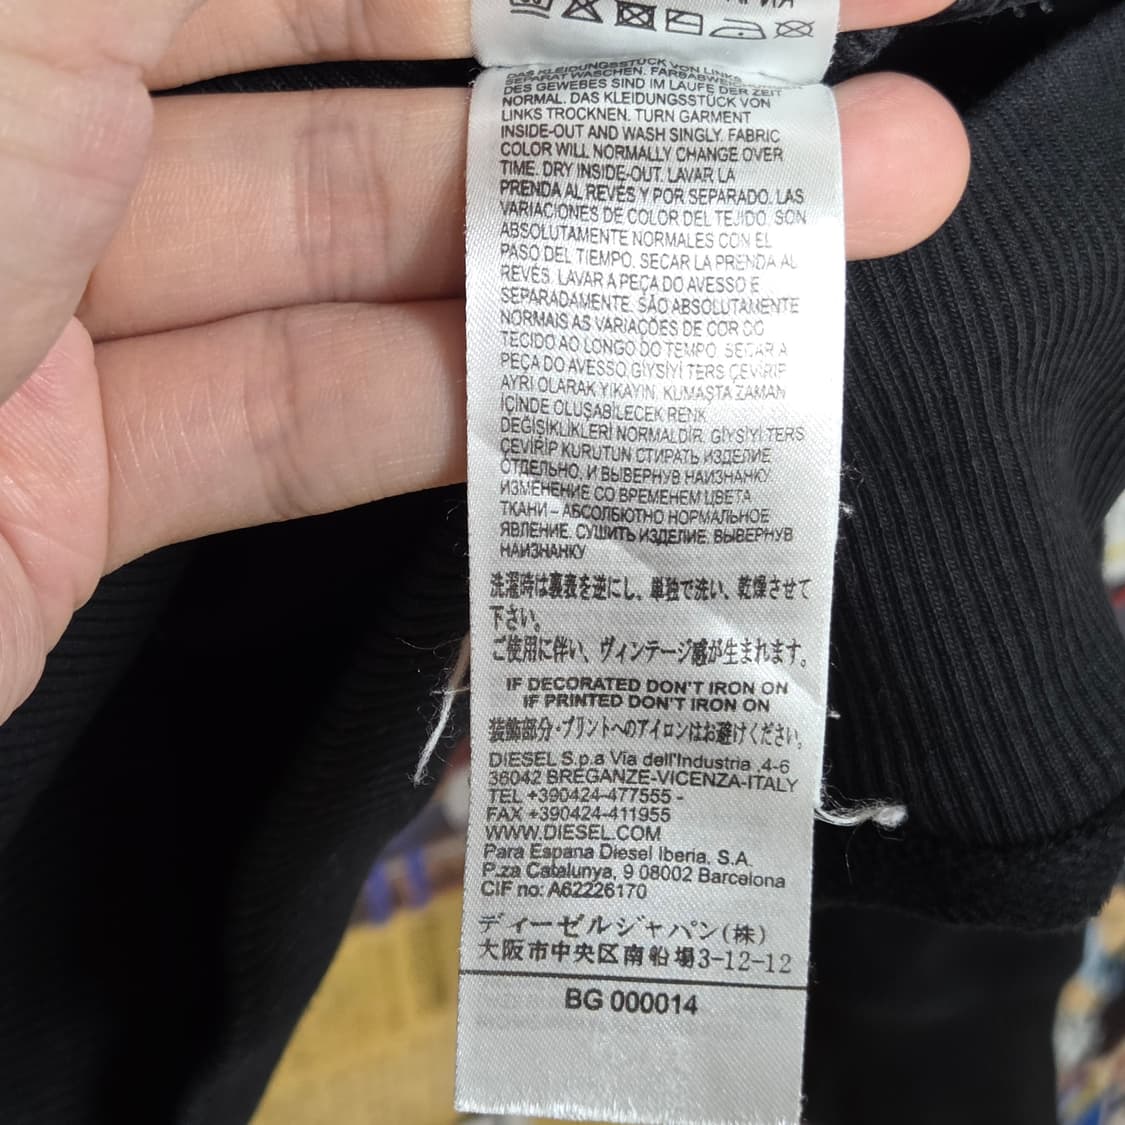 DAS KLEIDUNGSSTÜCK VON LINKS
SEPARAT WASCHEN. FARBABWEICHUNGEN
DES GEWEBES SIND IM LAUFE DER ZEIT
NORMAL. DAS KLEIDUNGSSTÜCK VON
LINKS TROCKNEN. TURN GARMENT
INSIDE-OUT AND WASH SINGLY. FABRIC
COLOR WILL NORMALLY CHANGE OVER
TIME. DRY INSIDE-OUT. LAVAR LA
PRENDA AL REVÉS Y POR SEPARADO. LAS
VARIACIONES DE COLOR DEL TEJIDO, SON
ABSOLUTAMENTE NORMALES CON EL
PASO DEL TIEMPO. SECAR LA PRENDA AL
REVÉS. LAVAR A PEÇA DO AVESSO E
SEPARADAMENTE. SÃO ABSOLUTAMENTE
NORMAIS AS VARIAÇÕES DE COR DO
TECIDO AO LONGO DO TEMPO. SECAR A
PEÇA DO AVESSO.GİYSİYİ TERS ÇEVİRİP
AYRI OLARAK YIKAYIN. KUMAŞTA ZAMAN
İÇİNDE OLUŞABİLECEK RENK
DEĞİŞİKLİKLERİ NORMALDİR. GİYSİYİ TERS
ÇEVİRİP KURUTUN СТИРАТЬ ИЗДЕЛИЕ
ОТДЕЛЬНО, И ВЫВЕРНУВ НАИЗНАНКУ.
ИЗМЕНЕНИЕ СО ВРЕМЕНЕМ ЦВЕТА
ТКАНИ – АБСОЛЮТНО НОРМАЛЬНОЕ
ЯВЛЕНИЕ. СУШИТЬ ИЗДЕЛИЕ, ВЫВЕРНУВ
НАИЗНАНКУ
洗濯時は裏表を逆にし、単独で洗い、乾燥させて
下さい。
ご使用に伴い、ヴィンテージ感が生まれます。
IF DECORATED DON'T IRON ON
IF PRINTED DON'T IRON ON
装飾部分・プリントへのアイロンはお避けください。
DIESEL S.p.a Via dell'Industria ,4-6
36042 BREGANZE-VICENZA-ITALY
TEL +390424-477555 -
FAX +390424-411955
WWW.DIESEL.COM
Para Espana Diesel Iberia, S.A.
P.za Catalunya, 9 08002 Barcelona
CIF no: A62226170
ディーゼルジャパン(株)
大阪市中央区南船場3-12-12
BG 000014